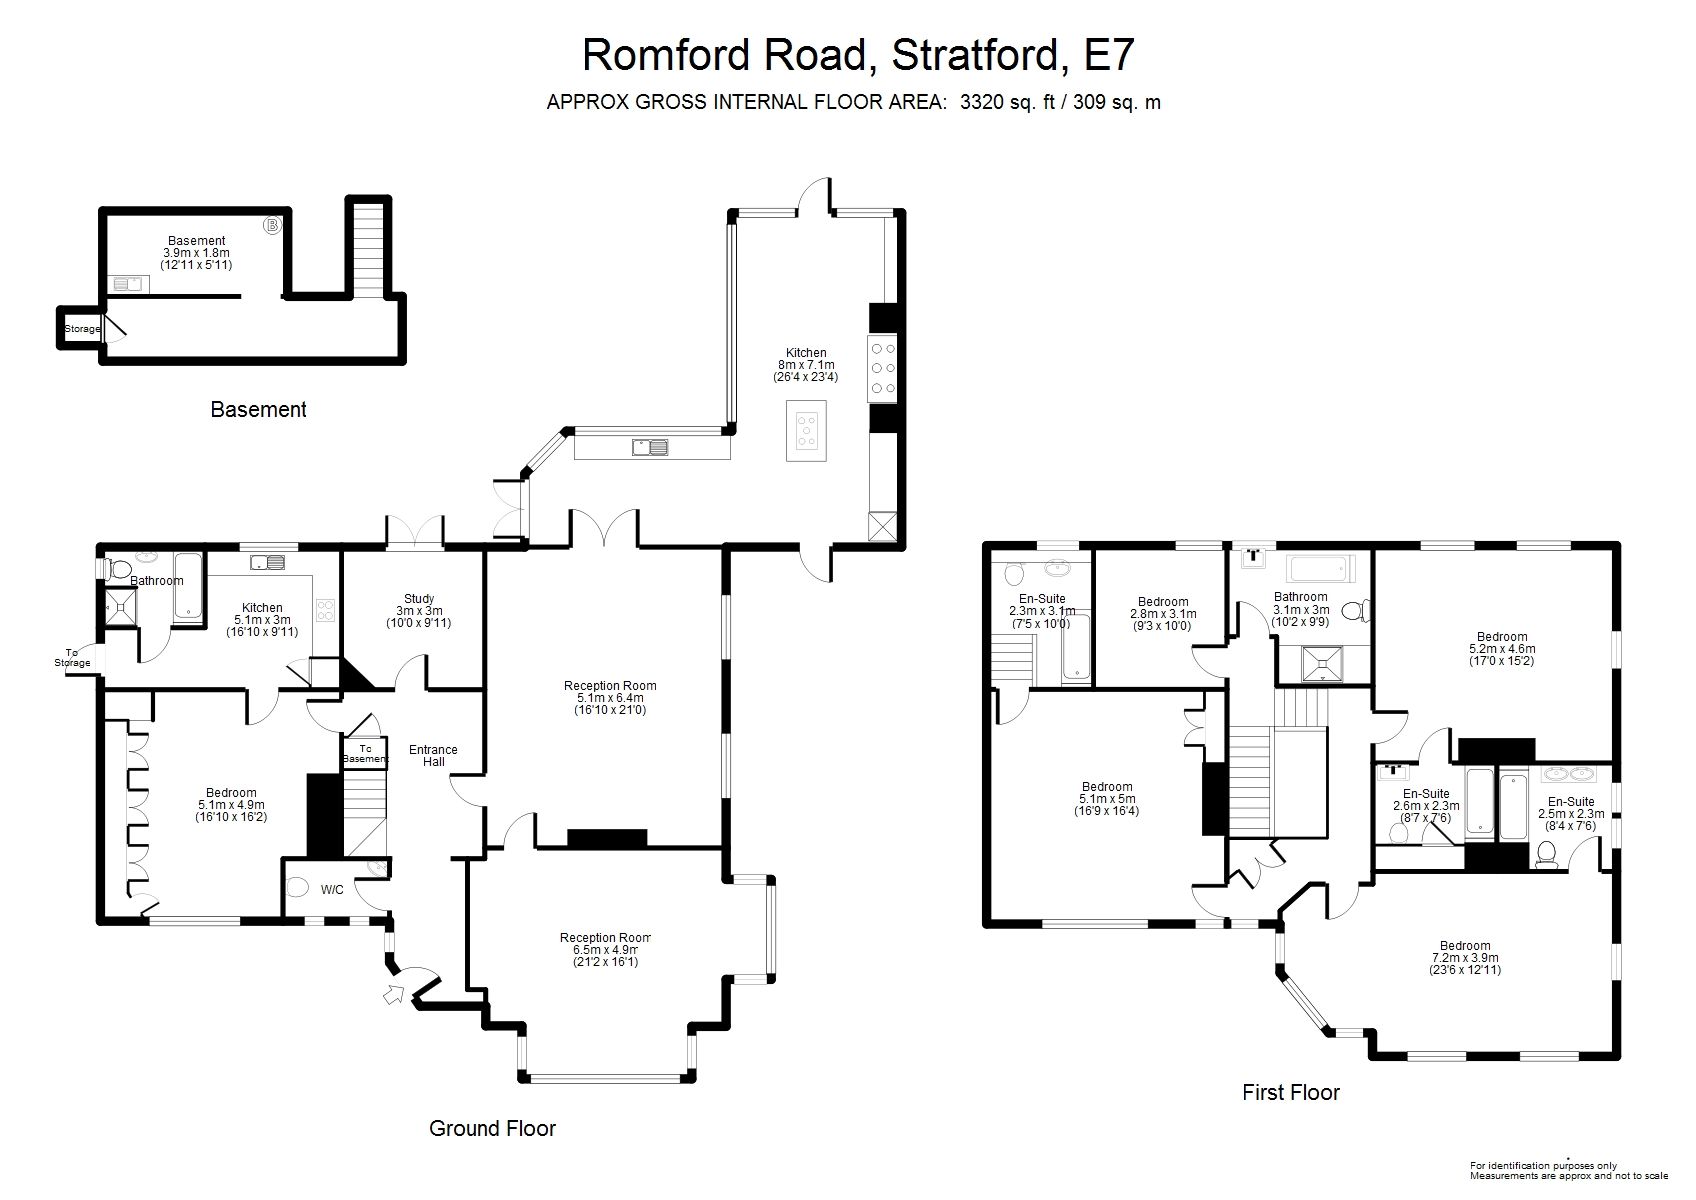 Romford Road, Stratford, E7
APPROX GROSS INTERNAL FLOOR AREA: 3320 sq. ft / 309 sq. m
B
Basement
3.9m x 1.8m
(12'11 x 5'11)
Storage
Basement
Kitchen
8m x 7.1m
(26'4 x 23'4)
Bathroom
Kitchen
5.1m x 3m
(16'10 x 9'11)
Study
3m x 3m
(10'0 x 9'11)
To
Storage
Reception Room
5.1m x 6.4m
(16'10 x 21'0)
To
Basement
Entrance
Hall
Bedroom
5.1m x 4.9m
(16'10 x 16'2)
W/C
Reception Room
6.5m x 4.9m
(21'2 x 16'1)
Ground Floor
En-Suite
2.3m x 3.1m
(7'5 x 10'0)
Bedroom
2.8m x 3.1m
(9'3 x 10'0)
Bathroom
3.1m x 3m
(10'2 x 9'9)
Bedroom
5.2m x 4.6m
(17'0 x 15'2)
Bedroom
5.1m x 5m
(16'9 x 16'4)
En-Suite
2.6m x 2.3m
(8'7 x 7'6)
En-Suite
2.5m x 2.3m
(8'4 x 7'6)
Bedroom
7.2m x 3.9m
(23'6 x 12'11)
First Floor
For identification purposes only
Measurements are approx and not to scale